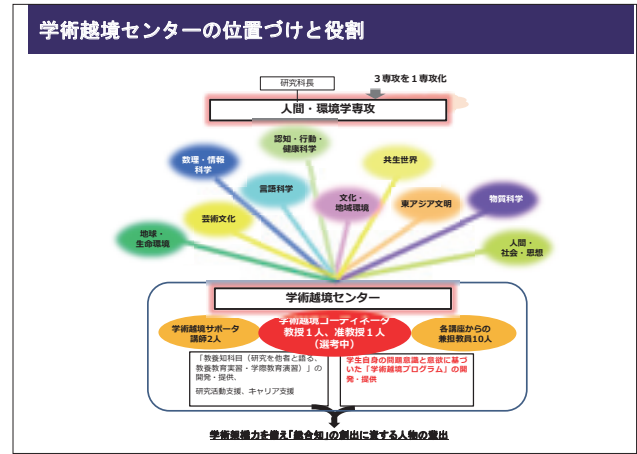 学術越境センターの位置づけと役割
研究科長
3専攻を1専攻化
人間・環境学専攻
認知・行動・
健康科学
数理・情報
科学
共生世界
言語科学
文化・
地域環境
東アジア文明
物質科学
芸術文化
地球・
生命環境
人間・
社会・思想
学術越境センター
学術越境サポータ
講師2人
学術越境コーディネータ
教授1人、准教授1人
(選考中)
各講座からの
兼担教員10人
「教養知科目(研究を他者と語る、
教養教育実習・学際教育演習)」の
開発・提供、
研究活動支援、キャリア支援
学生自身の問題意識と意欲に基づ
いた「学術越境プログラム」の開
発・提供
学術架橋力を備え「総合知」の創出に資する人物の輩出